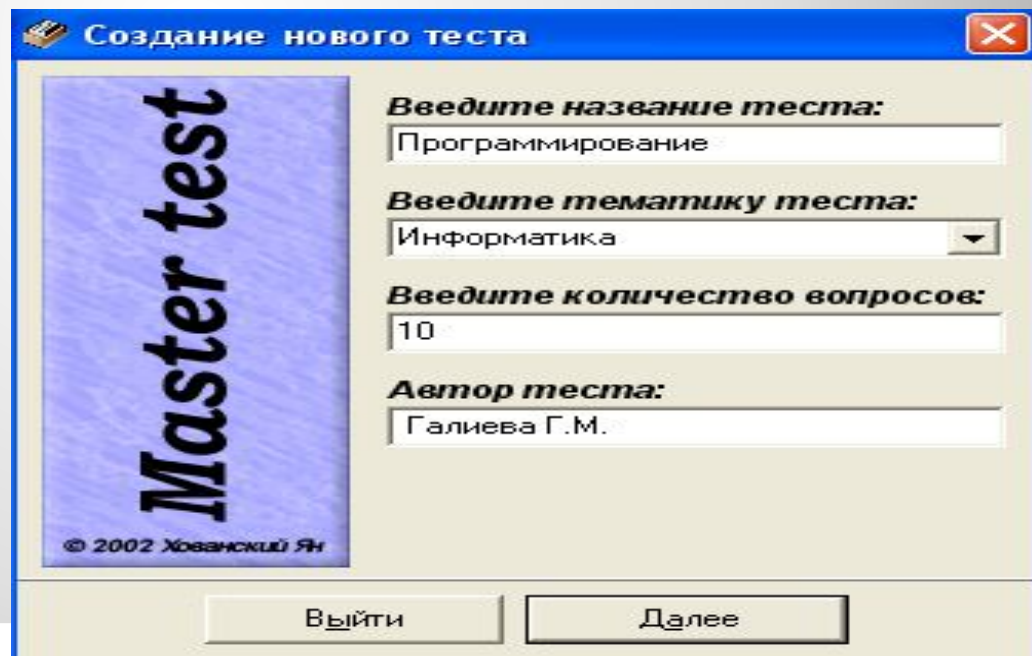 Создание нового теста
Master test
© 2002 Хованский Ян
Введите название теста:
Программирование
Введите тематику теста:
Информатика
Введите количество вопросов:
10
Автор теста:
Галиева Г.М.
Выйти
Далее